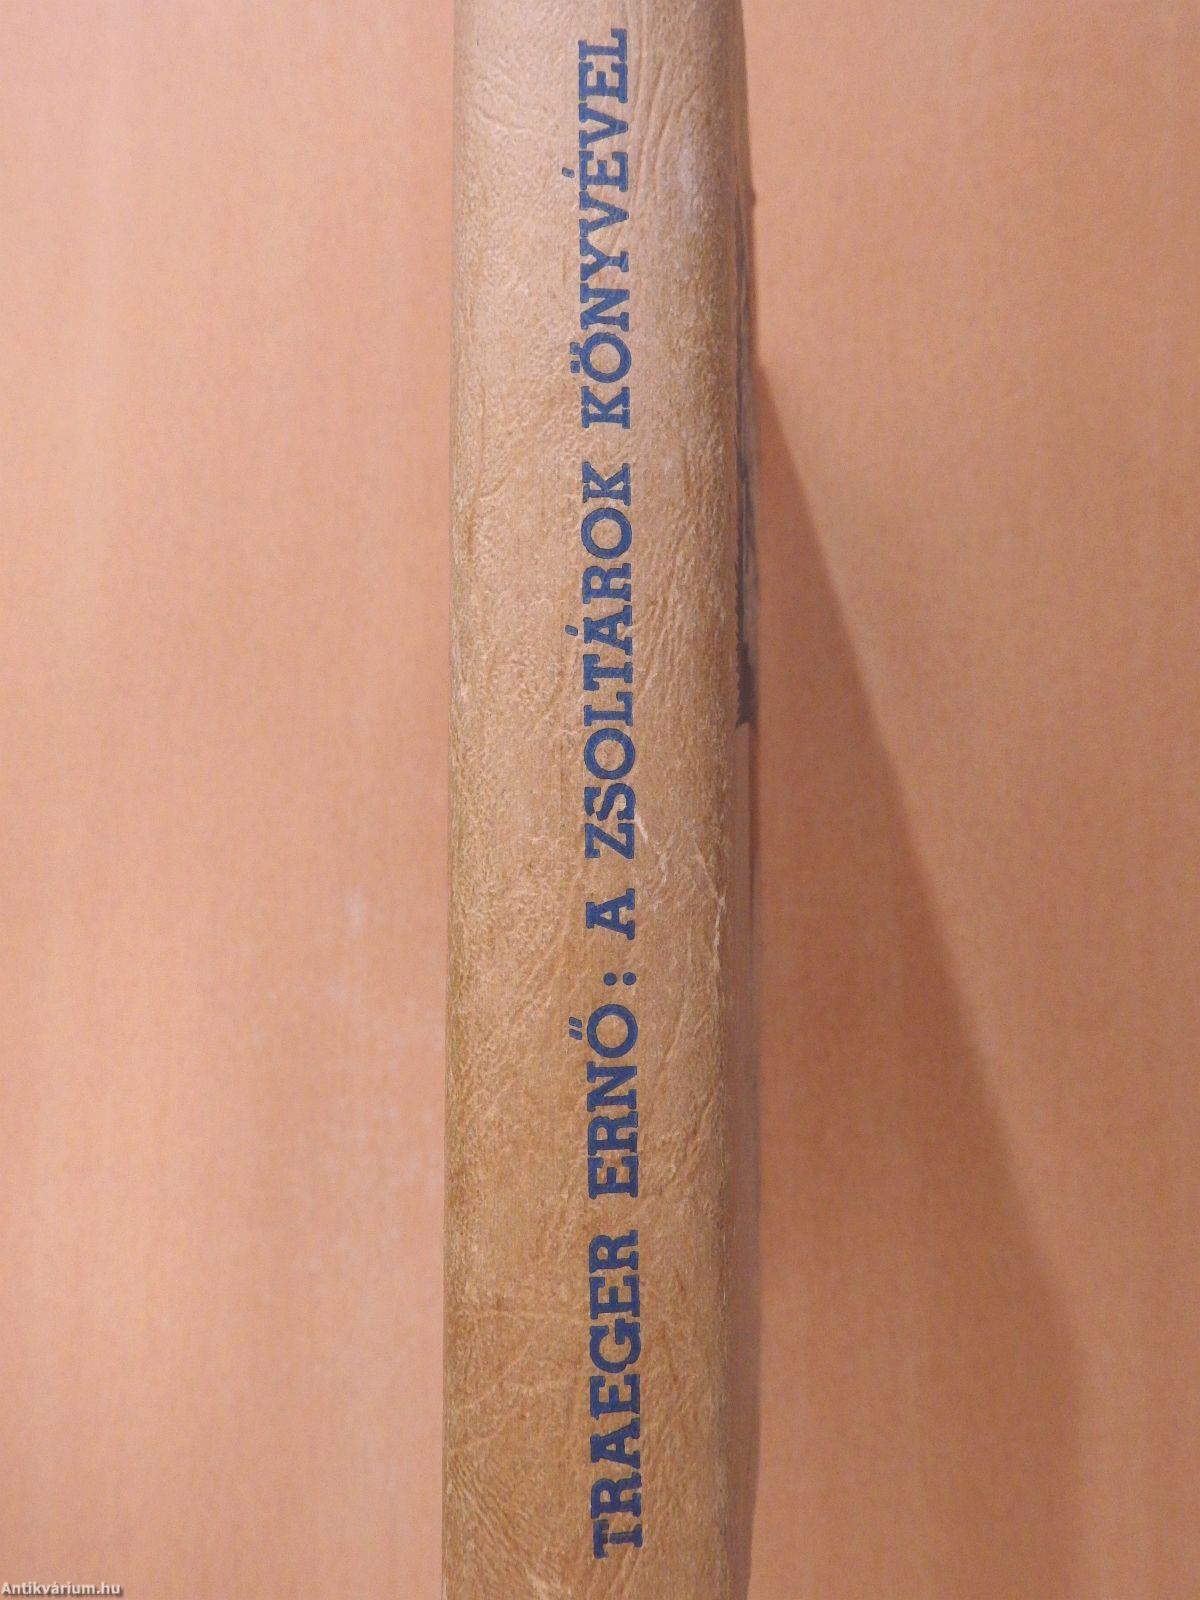 TRAEGER ERNŐ: A ZSOLTÁROK KÖNYVÉVEL
Antikvárium.hu